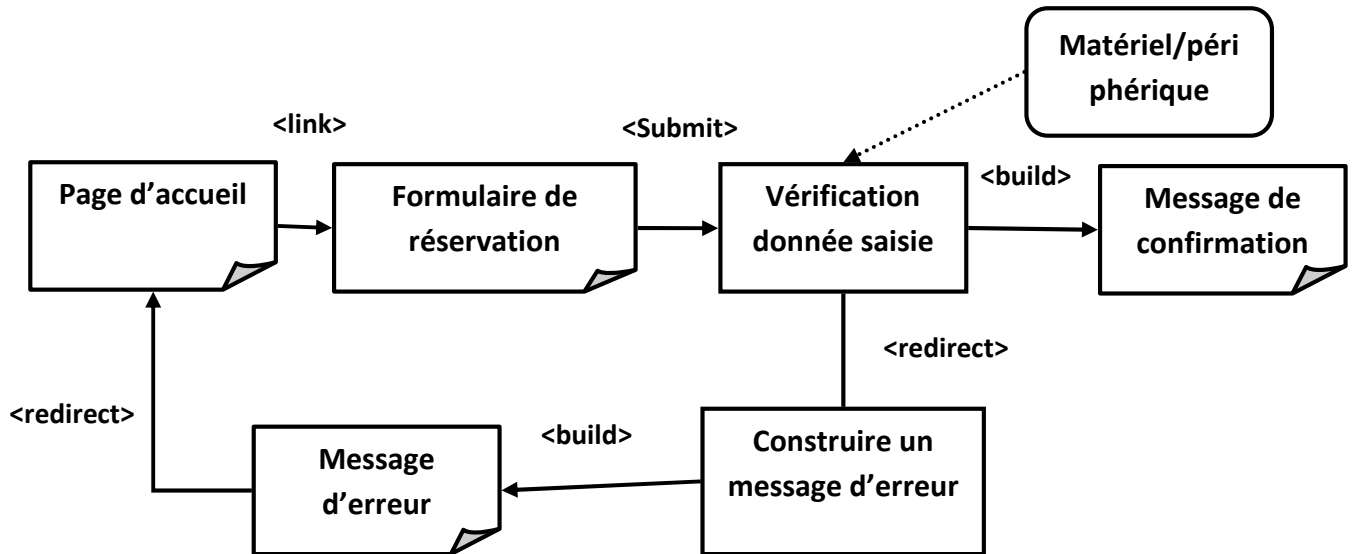 Matériel/péri
phérique
<link>
<Submit>
Page d’accueil
Formulaire de
réservation
Vérification
donnée saisie
<build>
Message de
confirmation
<redirect>
<redirect>
Message
d’erreur
<build>
Construire un
message d’erreur